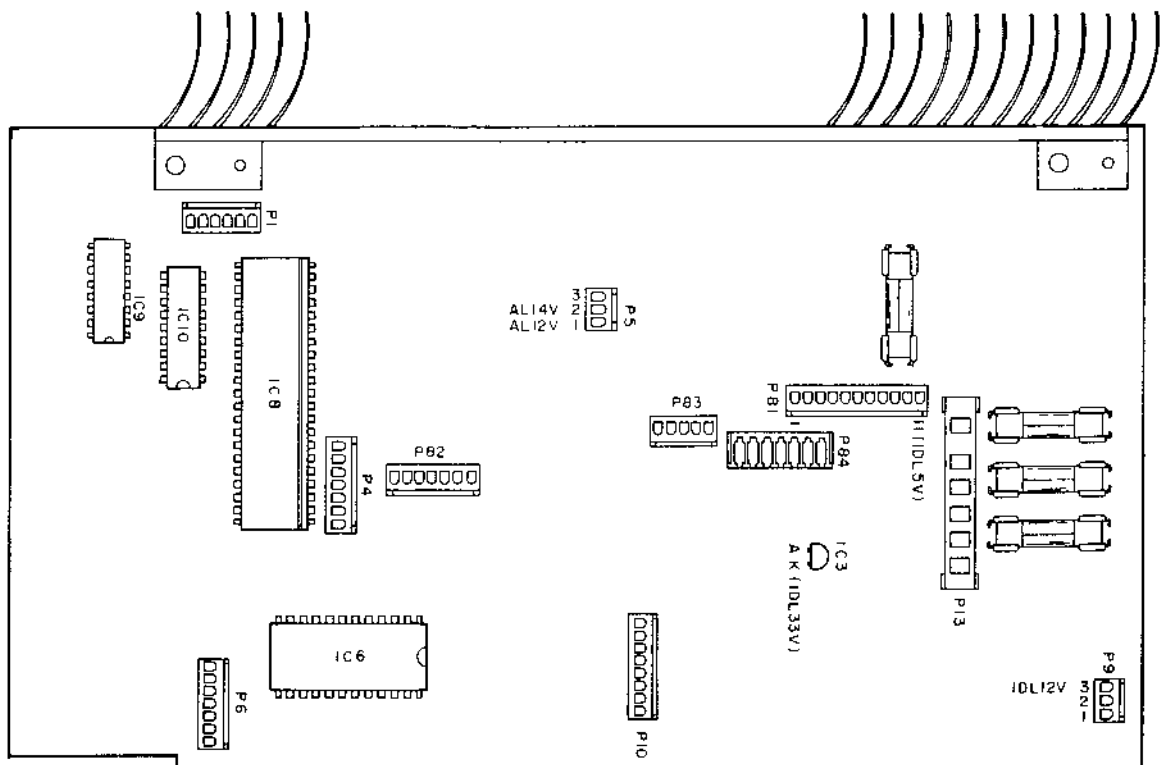 P1
IC9
IC10
IC8
3
AL14V 2
AL12V 1
P5
P81
P83
P84
11(IDL5V)
P82
P4
IC3
AK(IDL33V)
P13
IC6
P6
P10
P9
IDL12V 3
2
1